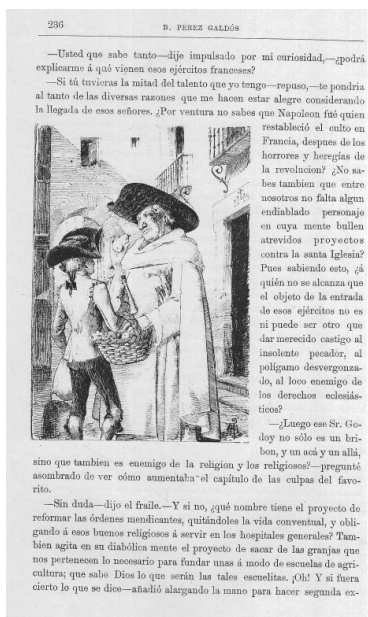 236
B. PEREZ GALDÓS
—Usted que sabe tanto—dije impulsado por mi curiosidad,—¿podrá
explicarme á qué vienen esos ejércitos franceses?
—Si tú tuvieras la mitad del talento que yo tengo—repuso,—te pondria
al tanto de las diversas razones que me hacen estar alegre considerando
la llegada de esos señores. ¿Por ventura no sabes que Napoleon fué quien
restableció el culto en
Francia, despues de los
horrores y heregías de
la revolucion? ¿No sa-
bes tambien que entre
nosotros no falta algun
endiablado personaje
en cuya mente bullen
atrevidos proyectos
contra la santa Iglesia?
Pues sabiendo esto, ¿á
quién no se alcanza que
el objeto de la entrada
de esos ejércitos no es
ni puede ser otro que
dar merecido castigo al
insolente pecador, al
polígamo desvergonza-
do, al loco enemigo de
los derechos eclesiás-
ticos?
—¿Luego ese Sr. Go-
doy no sólo es un bri-
bon, y un acá y un allá,
sino que tambien es enemigo de la religion y los religiosos?—pregunté
asombrado de ver cómo aumentaba el capítulo de las culpas del favo-
rito.
—Sin duda—dijo el fraile.—Y si no, ¿qué nombre tiene el proyecto de
reformar las órdenes mendicantes, quitándoles la vida conventual, y obli-
gando á esos buenos religiosos á servir en los hospitales generales? Tam-
bien agita en su diabólica mente el proyecto de sacar de las granjas que
nos pertenecen lo necesario para fundar unas á modo de escuelas de agri-
cultura; que sabe Dios lo que serán las tales escuelitas. ¡Oh! Y si fuera
cierto lo que se dice—añadió alargando la mano para hacer segunda ex-